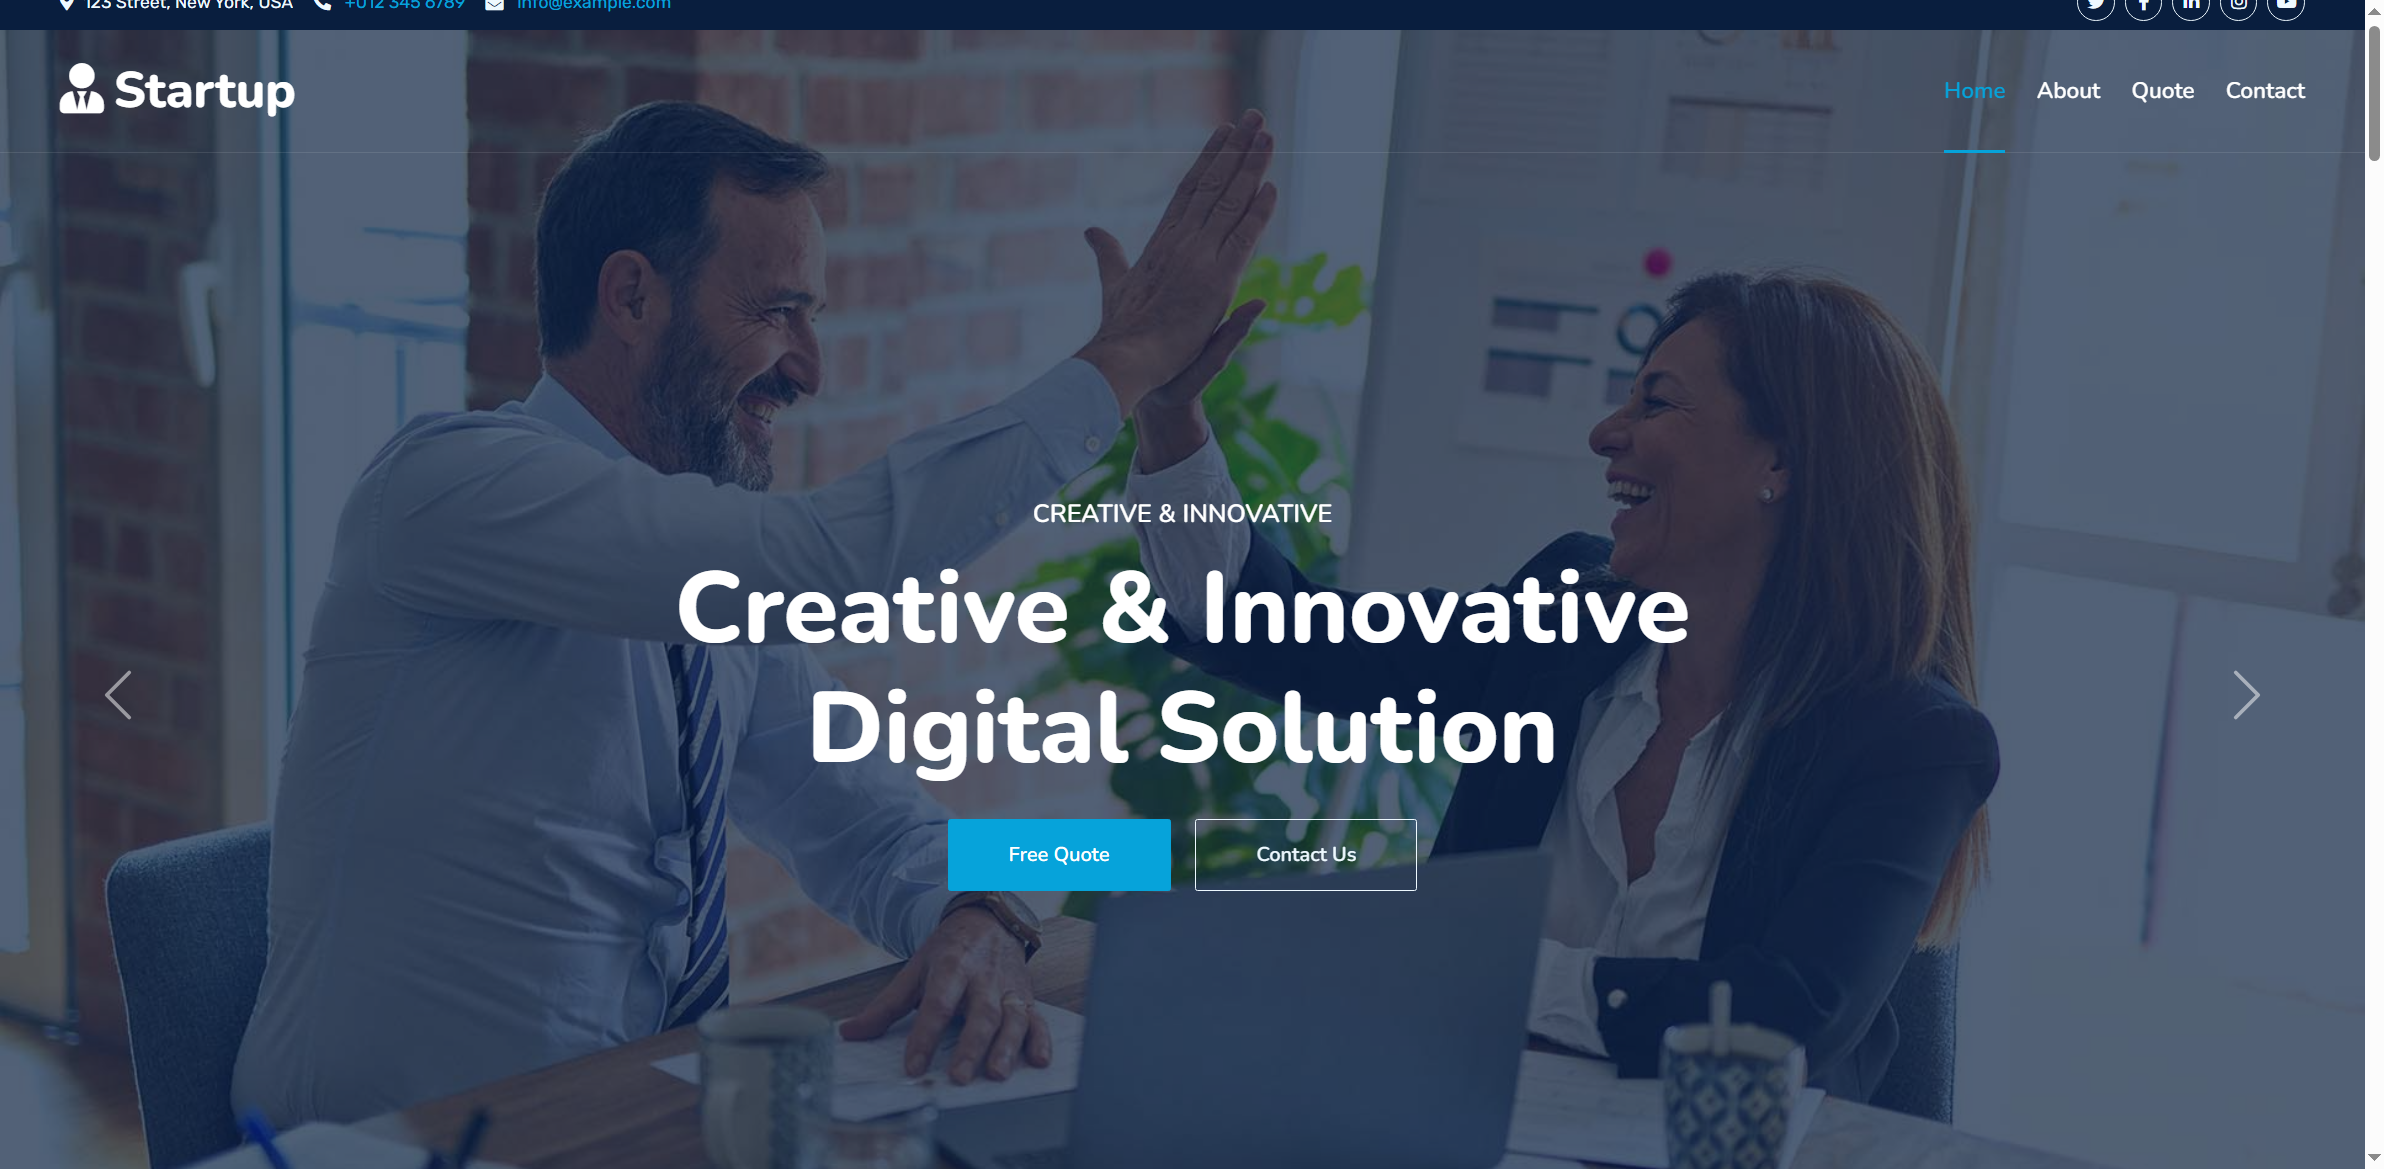 123 Street, New York, USA +012 345 6789 info@example.com
Startup
Home About Quote Contact
CREATIVE & INNOVATIVE
Creative & Innovative
Digital Solution
Free Quote Contact Us